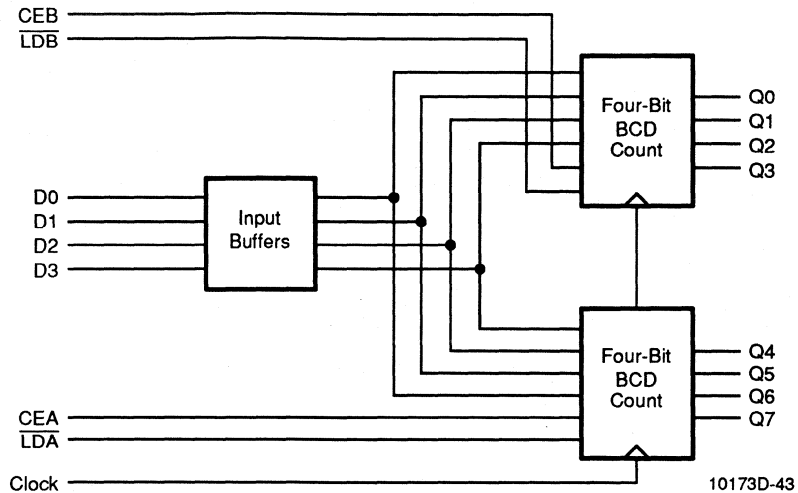 CEB
LDB
Four-Bit
BCD
Count
Q0
Q1
Q2
Q3
D0
D1
D2
D3
Input
Buffers
Four-Bit
BCD
Count
Q4
Q5
Q6
Q7
CEA
LDA
Clock
10173D-43